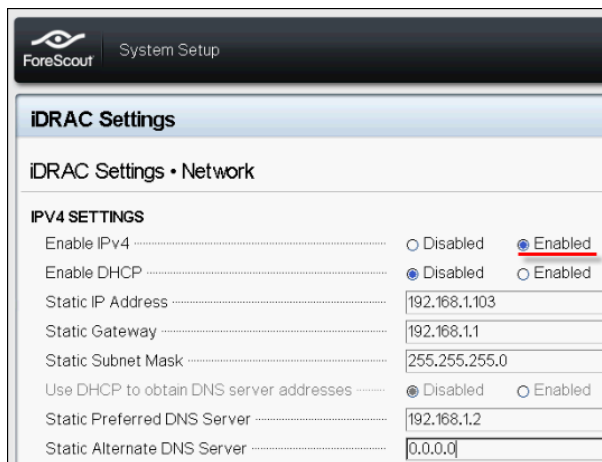 ForeScout System Setup
iDRAC Settings
iDRAC Settings • Network
IPV4 SETTINGS
Enable IPv4 Disabled Enabled
Enable DHCP Disabled Enabled
Static IP Address 192.168.1.103
Static Gateway 192.168.1.1
Static Subnet Mask 255.255.255.0
Use DHCP to obtain DNS server addresses Disabled Enabled
Static Preferred DNS Server 192.168.1.2
Static Alternate DNS Server 0.0.0.0